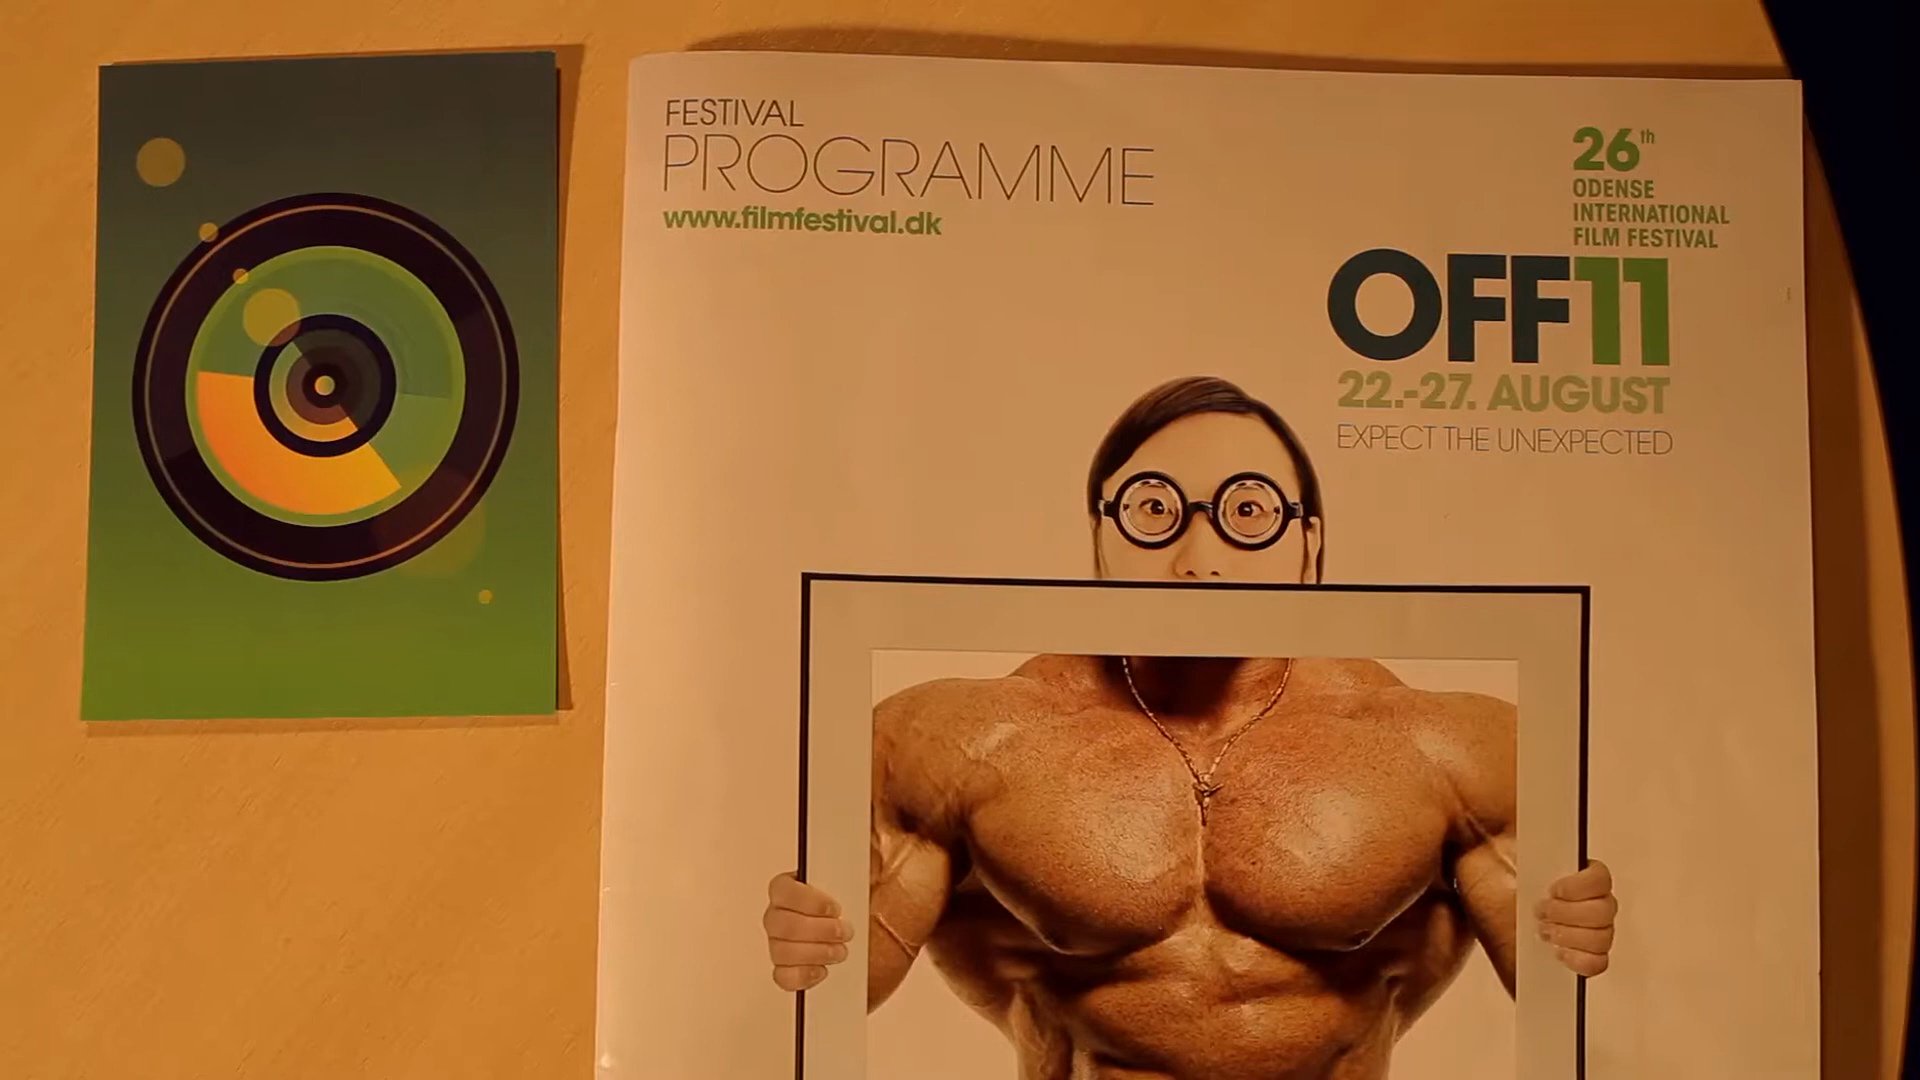 FESTIVAL
PROGRAMME
www.filmfestival.dk
26th
ODENSE
INTERNATIONAL
FILM FESTIVAL
OFF11
22.-27. AUGUST
EXPECT THE UNEXPECTED